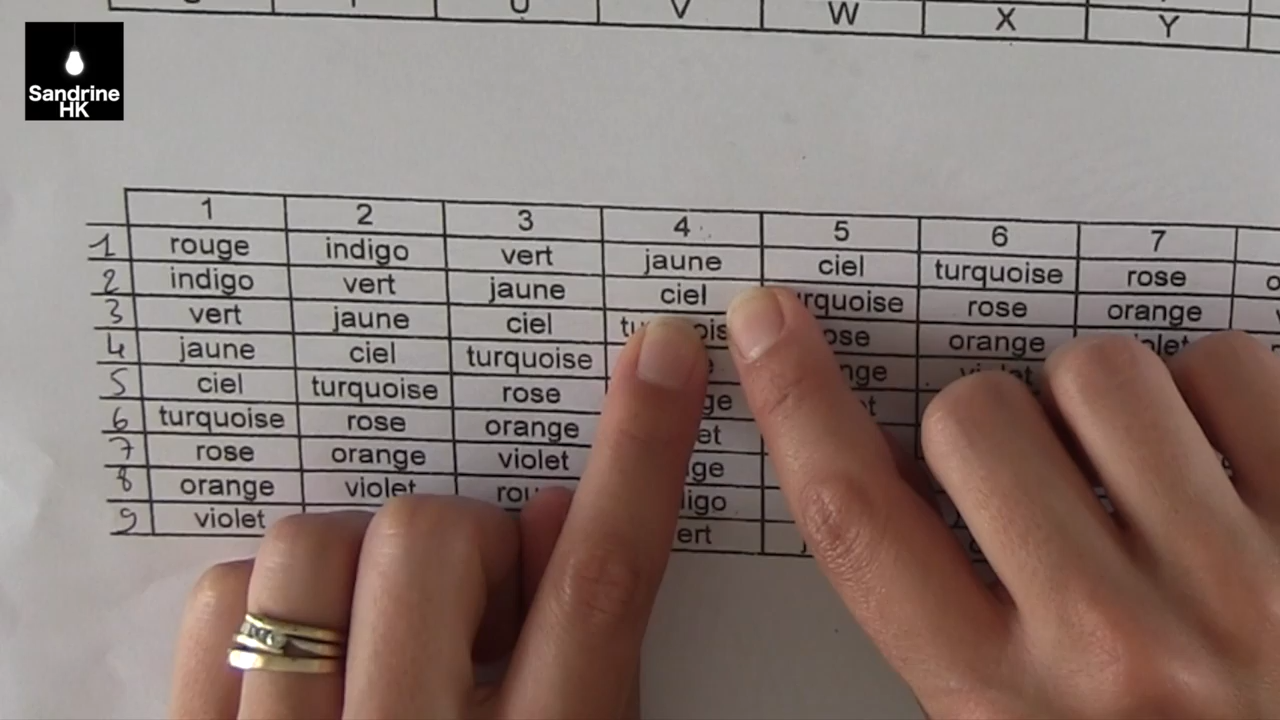 Sandrine
HK
U V W X Y
1 2 3 4 5 6 7
1 rouge indigo vert jaune ciel turquoise rose
2 indigo vert jaune ciel rose orange
3 vert jaune ciel orange
4 jaune ciel turquoise
5 ciel turquoise rose
6 turquoise rose orange
7 rose orange violet
8 orange violet
9 violet